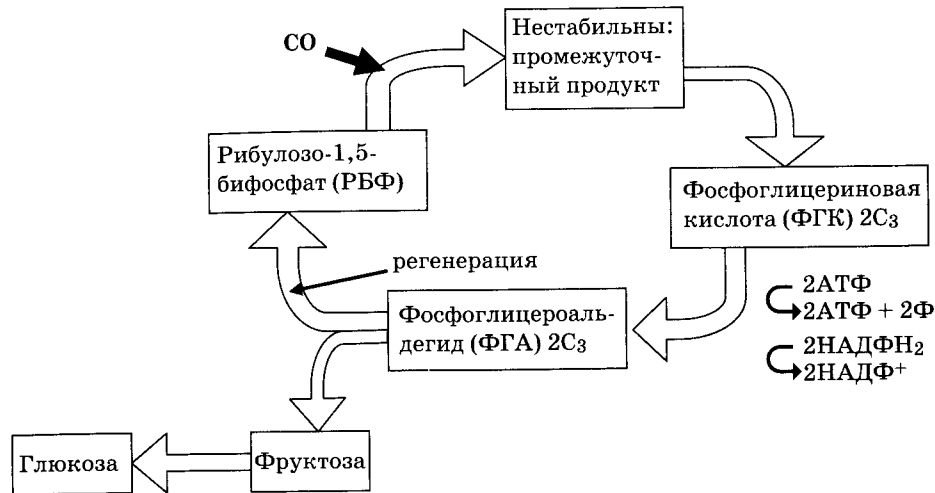 CO
Нестабильны:
промежуточ-
ный продукт
Рибулозо-1,5-
бифосфат (РБФ)
Фосфоглицериновая
кислота (ФГК) 2C₃
регенерация
Фосфоглицероаль-
дегид (ФГА) 2C₃
2АТФ
2АТФ + 2Ф
2НАДФН₂
2НАДФ⁺
Глюкоза
Фруктоза